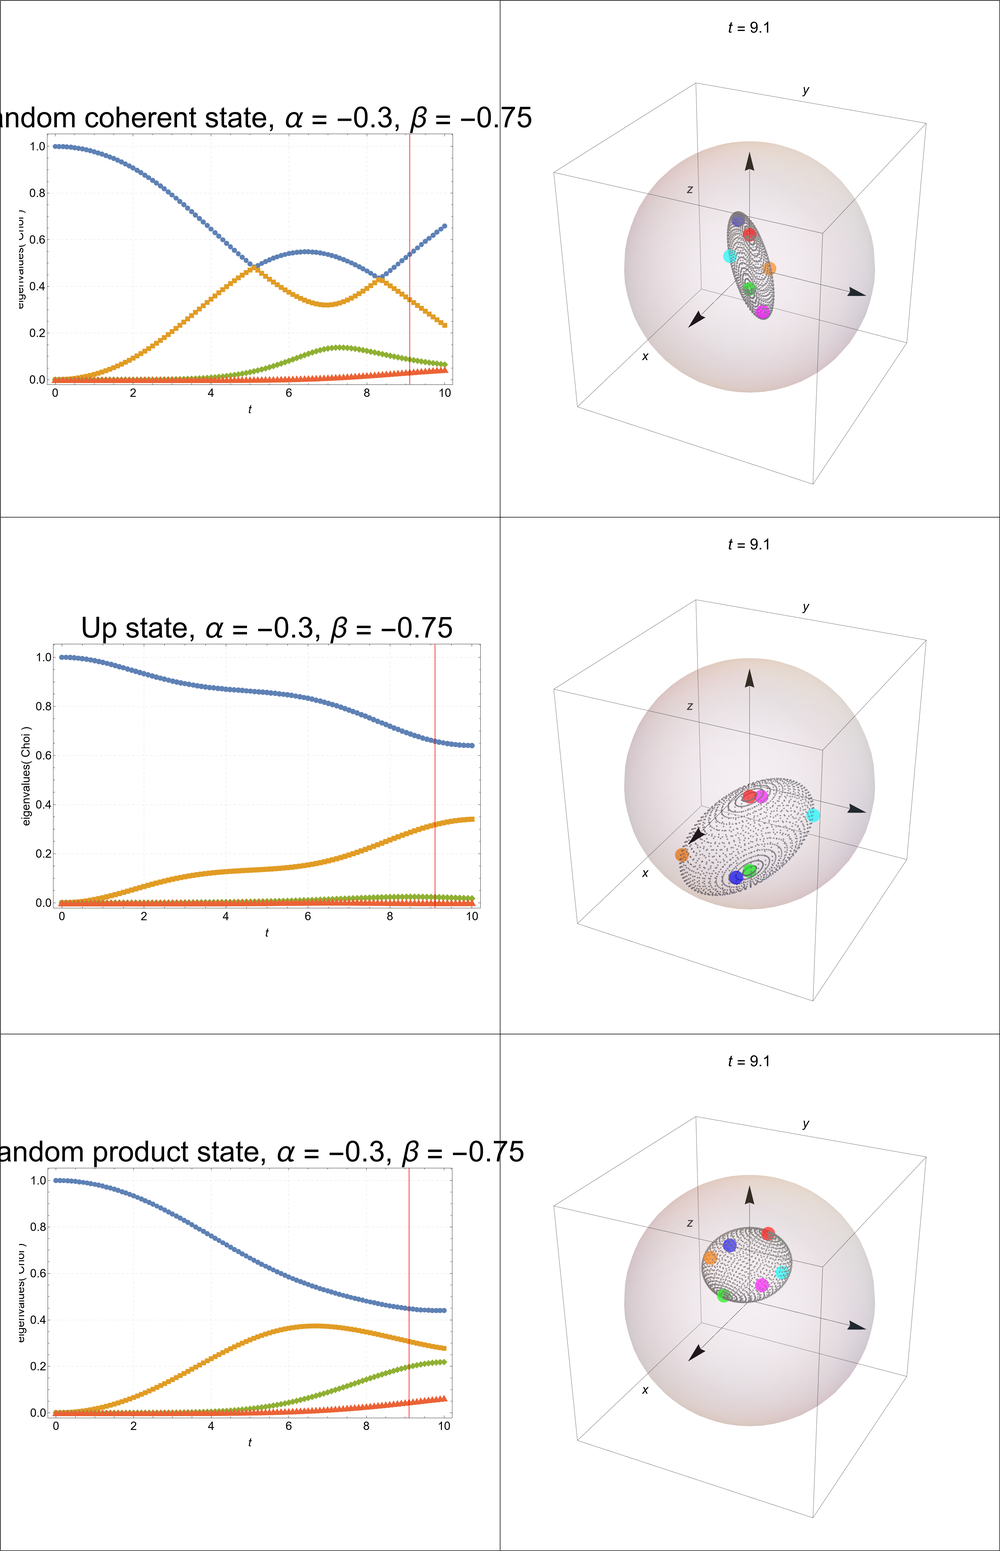 andom coherent state, α = −0.3, β = −0.75
1.0
0.8
0.6
0.4
0.2
0.0
eigenvalues( Choi )
0 2 4 6 8 10
t
t = 9.1
y
z
x
Up state, α = −0.3, β = −0.75
1.0
0.8
0.6
0.4
0.2
0.0
eigenvalues( Choi )
0 2 4 6 8 10
t
t = 9.1
y
z
x
andom product state, α = −0.3, β = −0.75
1.0
0.8
0.6
0.4
0.2
0.0
eigenvalues( Choi )
0 2 4 6 8 10
t
t = 9.1
y
z
x